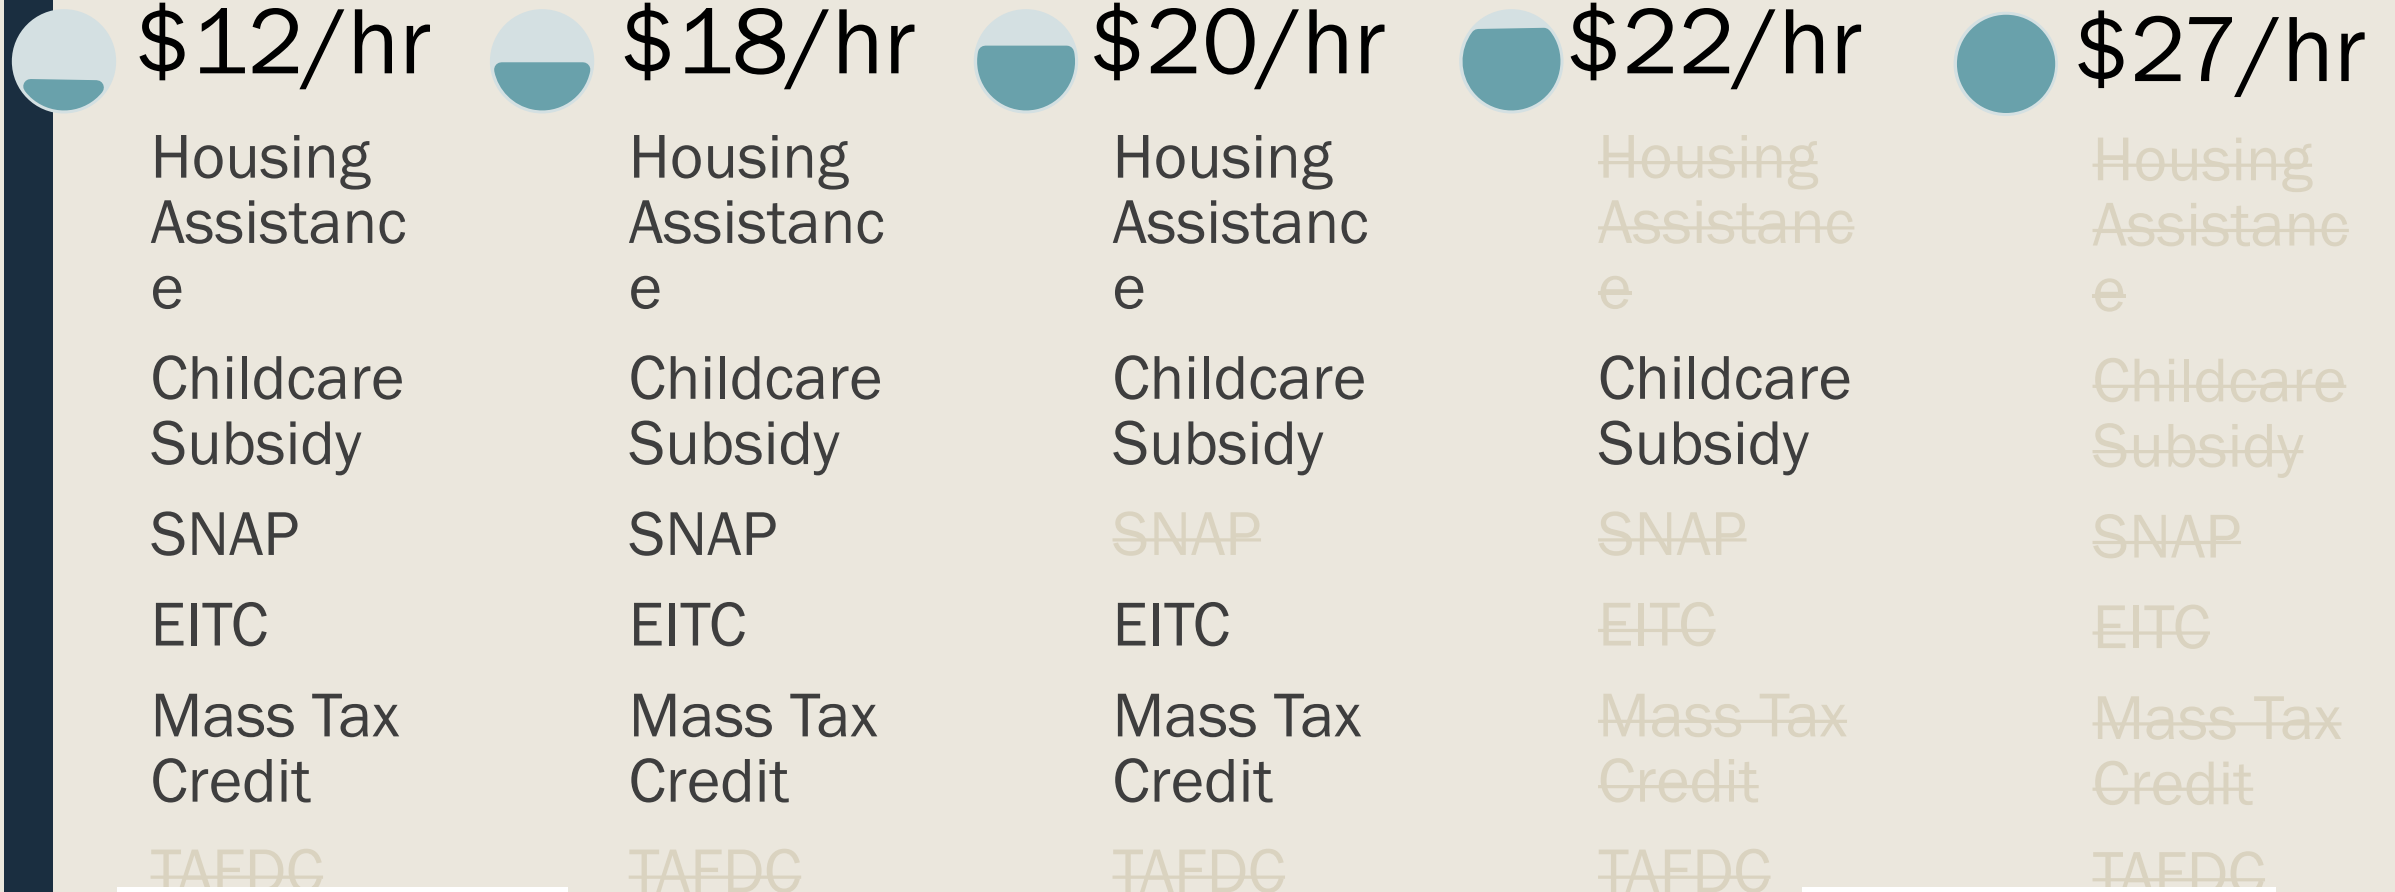 $12/hr
Housing
Assistanc
e
Childcare
Subsidy
SNAP
EITC
Mass Tax
Credit
TAFDC
$18/hr
Housing
Assistanc
e
Childcare
Subsidy
SNAP
EITC
Mass Tax
Credit
TAFDC
$20/hr
Housing
Assistanc
e
Childcare
Subsidy
SNAP
EITC
Mass Tax
Credit
TAFDC
$22/hr
Housing
Assistanc
e
Childcare
Subsidy
SNAP
EITC
Mass Tax
Credit
TAFDC
$27/hr
Housing
Assistanc
e
Childcare
Subsidy
SNAP
EITC
Mass Tax
Credit
TAFDC